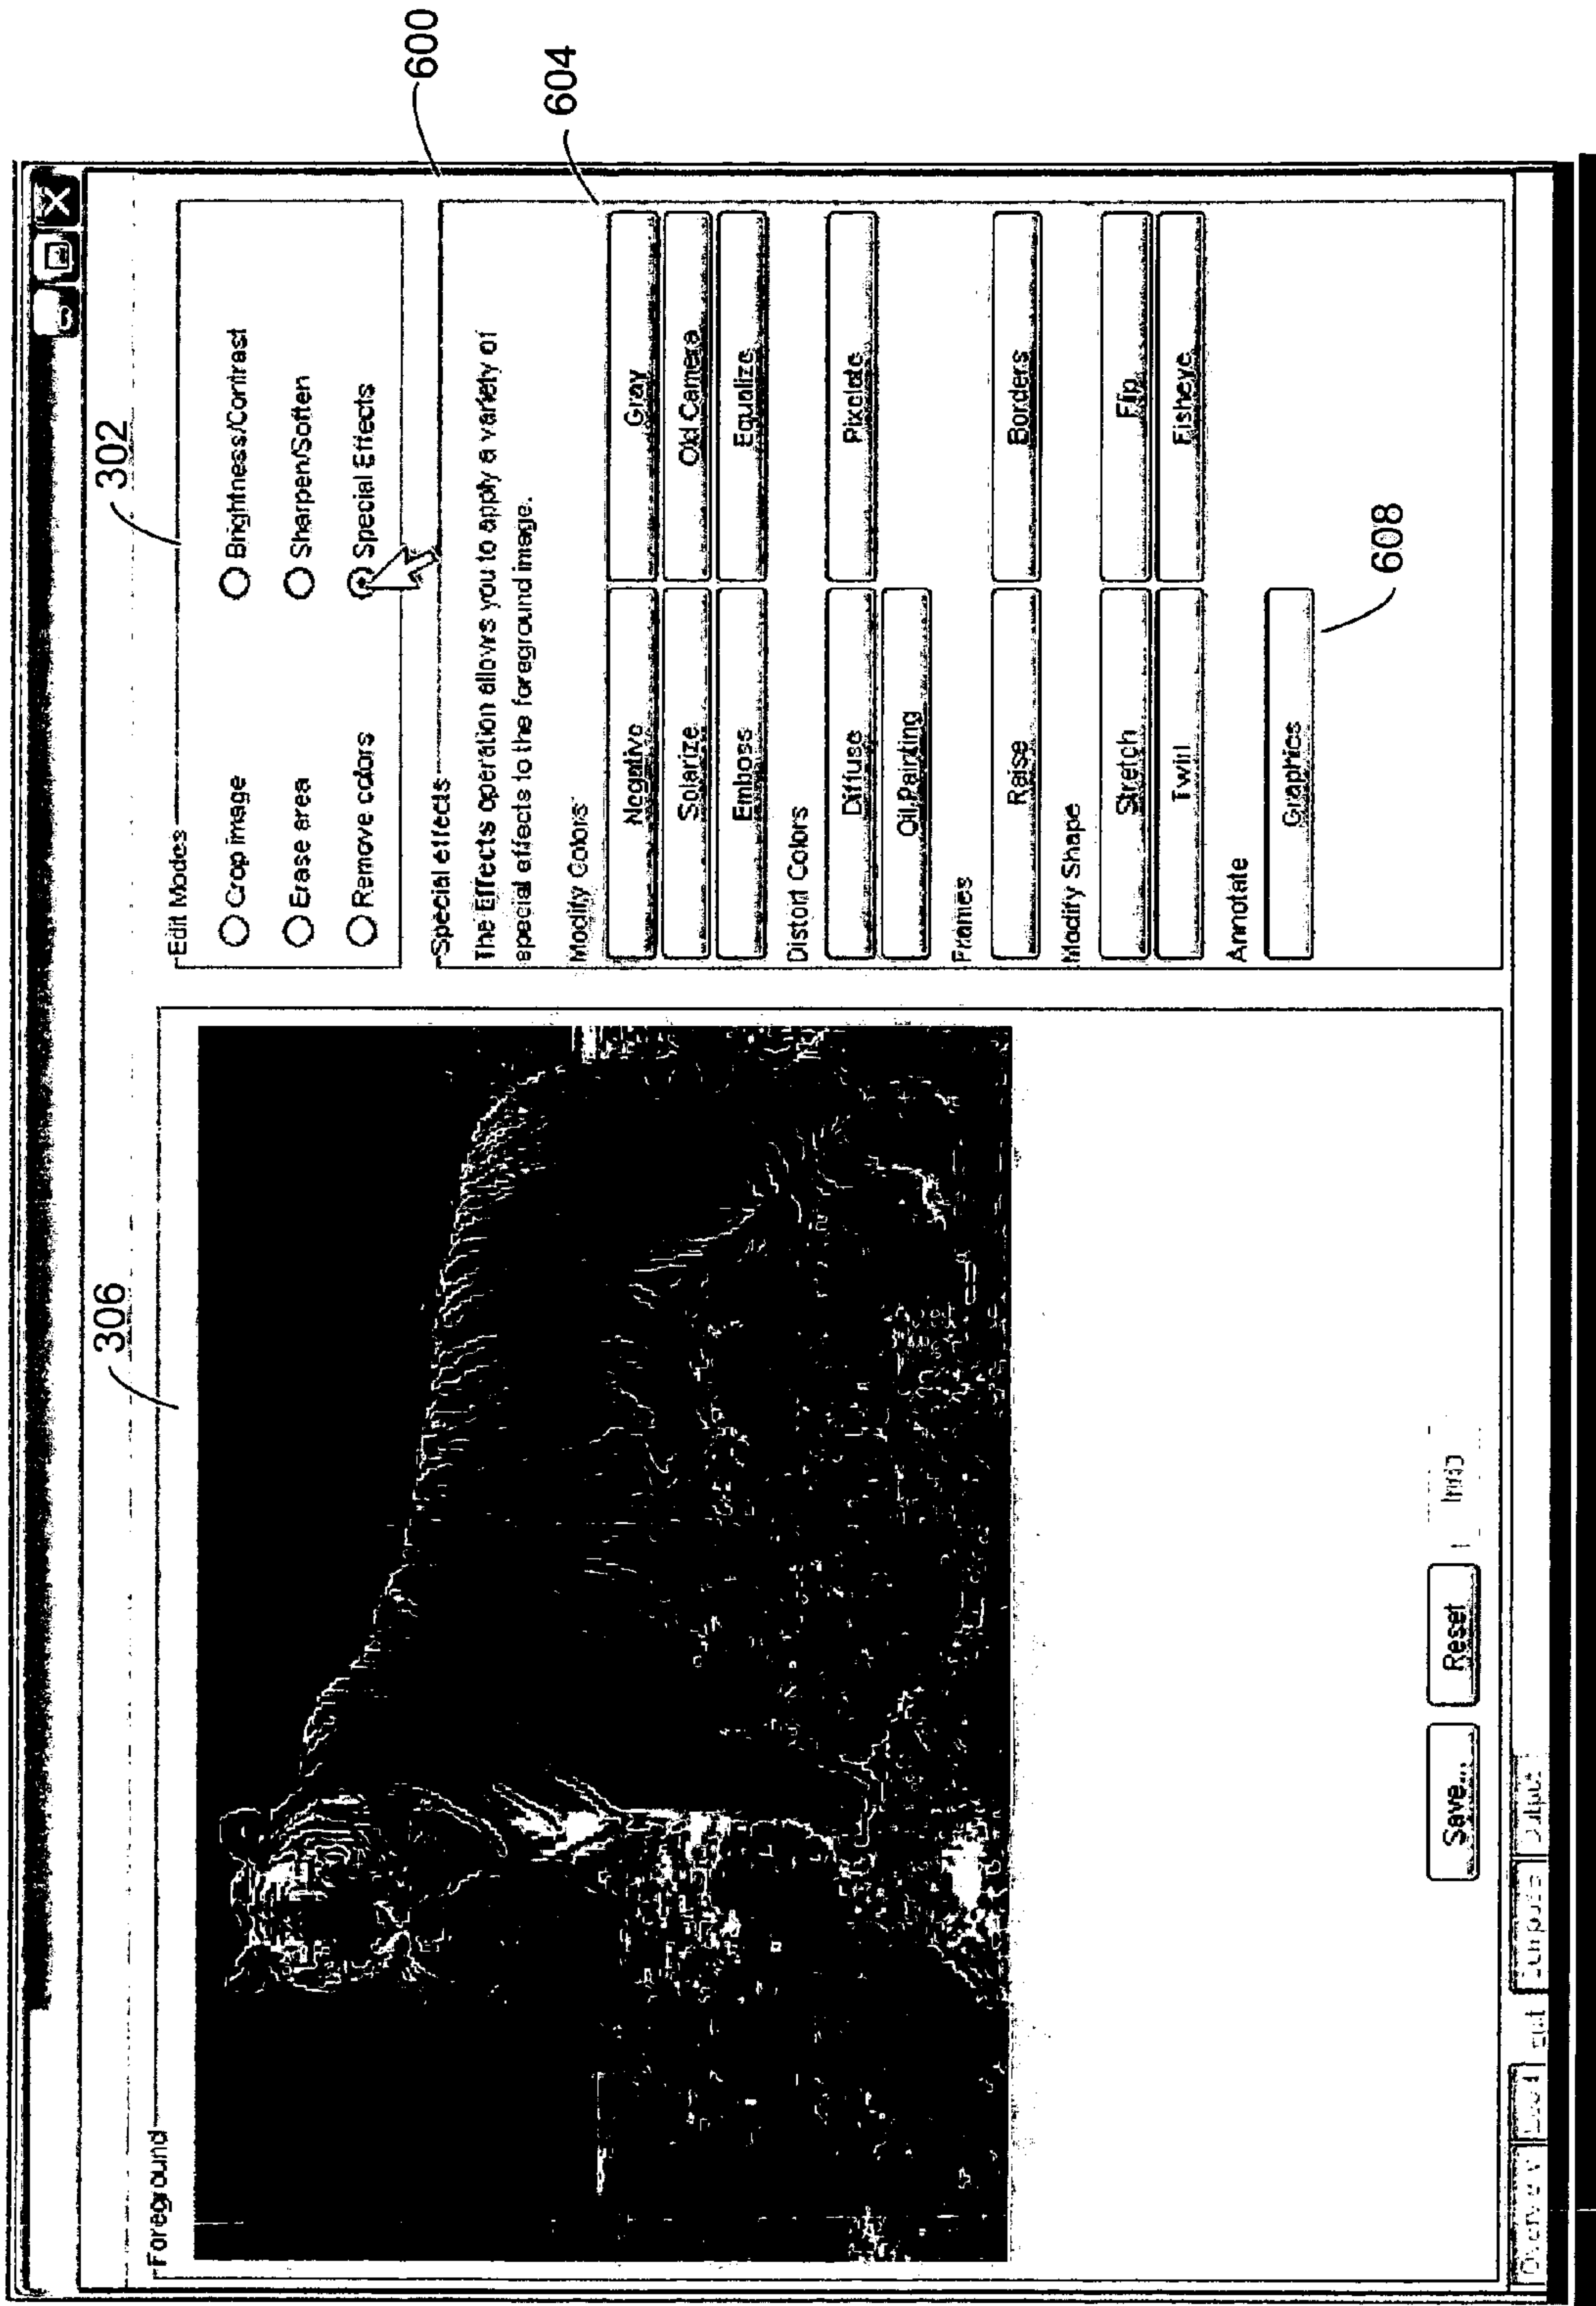 306
302
600
604
608
Foreground
Edit Modes
Crop image
Brightness/Contrast
Erase area
Sharpen/Soften
Remove colors
Special Effects
Special effects
The Effects operation allows you to apply a variety of
special effects to the foreground image.
Modify Colors
Negative
Gray
Solarize
Old Camera
Emboss
Equalize
Distort Colors
Diffuse
Pixelate
Oil Painting
Frames
Raise
Borders
Modify Shape
Stretch
Flip
Twirl
Fisheye
Annotate
Graphics
Save...
Reset
Info
Output